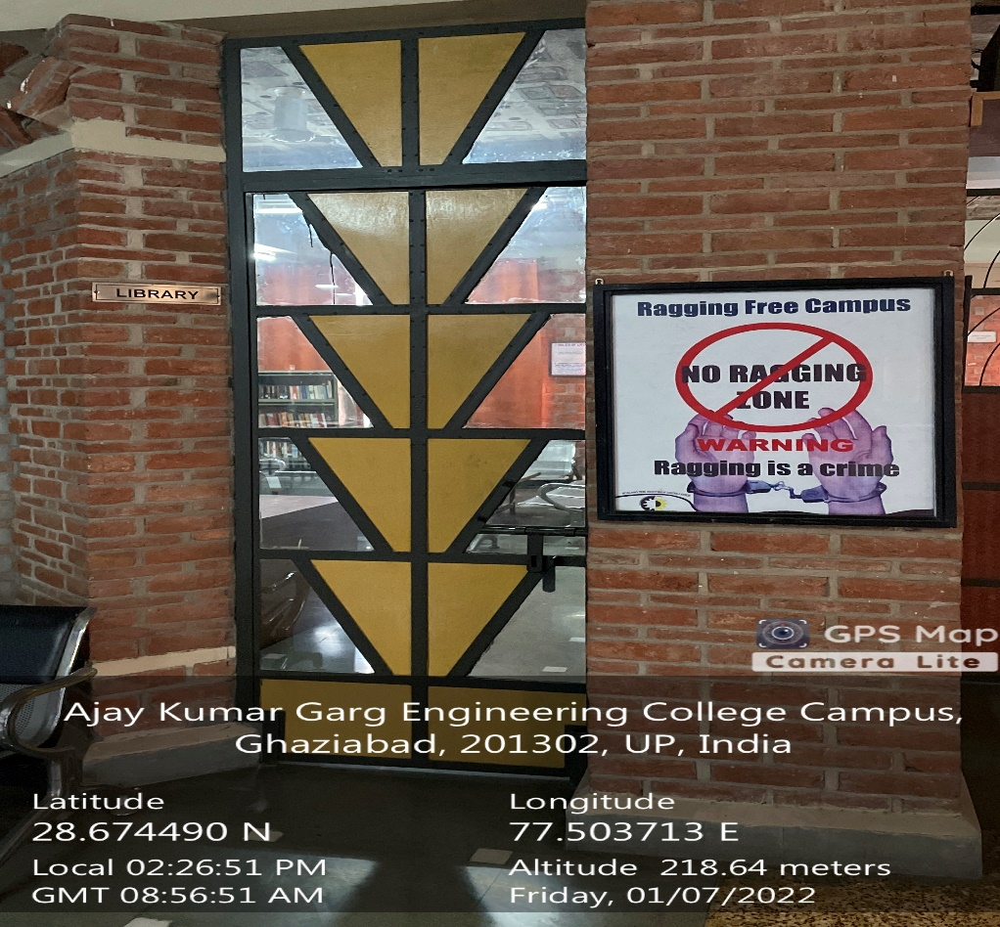 LIBRARY
Ragging Free Campus
NO RAGGING
ZONE
WARNING
Ragging is a crime
GPS Map
Camera Lite
Ajay Kumar Garg Engineering College Campus,
Ghaziabad, 201302, UP, India
Latitude
28.674490 N
Longitude
77.503713 E
Local 02:26:51 PM
GMT 08:56:51 AM
Altitude 218.64 meters
Friday, 01/07/2022